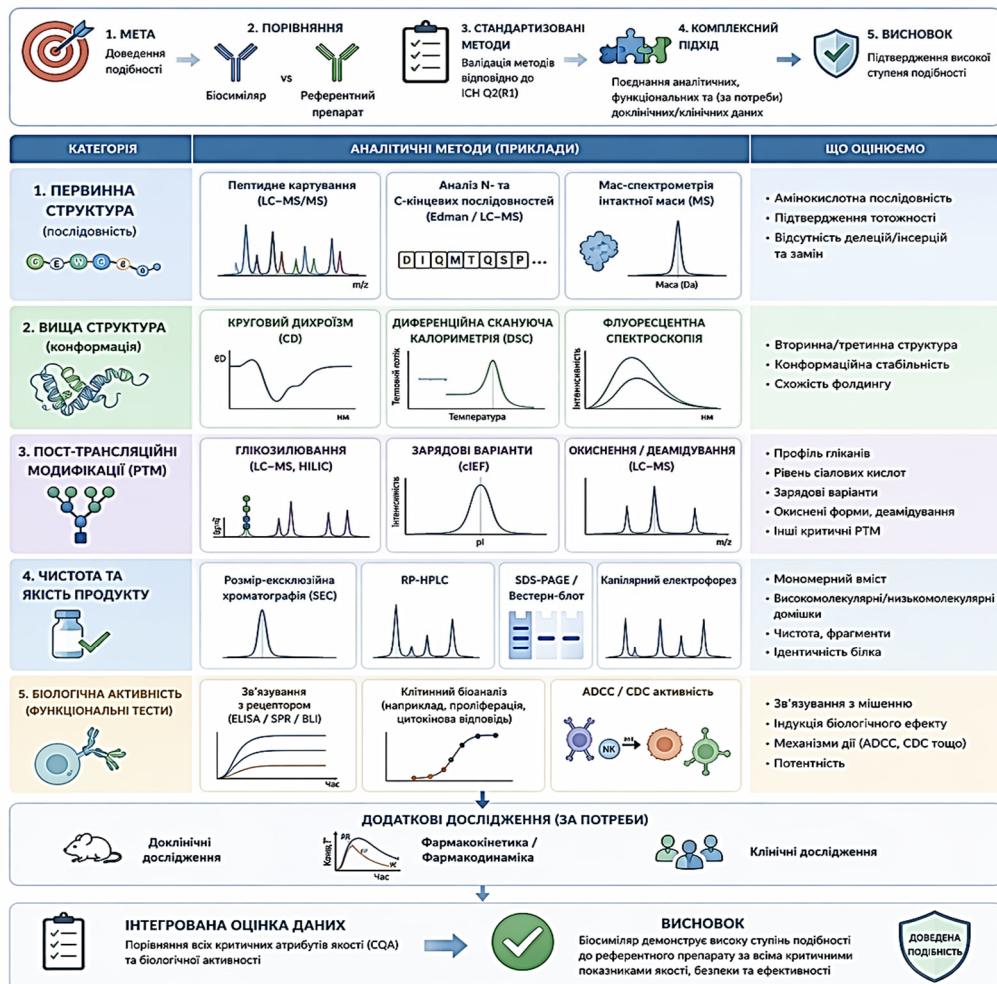 1. МЕТА
Доведення
подібності
2. ПОРІВНЯННЯ
Біосиміляр
vs
Референтний
препарат
3. СТАНДАРТИЗОВАНІ
МЕТОДИ
Валідація методів
відповідно до
ICH Q2(R1)
4. КОМПЛЕКСНИЙ
ПІДХІД
Поєднання аналітичних,
функціональних та (за потреби)
доклінічних/клінічних даних
5. ВИСНОВОК
Підтвердження високої
ступеня подібності
КАТЕГОРІЯ
АНАЛІТИЧНІ МЕТОДИ (ПРИКЛАДИ)
ЩО ОЦІНЮЄМО
1. ПЕРВИННА
СТРУКТУРА
(послідовність)
Пептидне картування
(LC–MS/MS)
m/z
Аналіз N- та
C-кінцевих послідовностей
(Edman / LC–MS)
D I Q M T Q S P ...
Мас-спектрометрія
інтактної маси (MS)
Маса (Da)
• Амінокислотна послідовність
• Підтвердження тотожності
• Відсутність делецій/інсерцій
та замін
2. ВИЩА СТРУКТУРА
(конформація)
КРУГОВИЙ ДИХРОЇЗМ
(CD)
нм
ДИФЕРЕНЦІЙНА СКАНУЮЧА
КАЛОРИМЕТРІЯ (DSC)
Температура
ФЛУОРЕСЦЕНТНА
СПЕКТРОСКОПІЯ
Інтенсивність
нм
• Вторинна/третинна структура
• Конформаційна стабільність
• Схожість фолдингу
3. ПОСТ-ТРАНСЛЯЦІЙНІ
МОДИФІКАЦІЇ (PTM)
ГЛІКОЗИЛЮВАННЯ
(LC–MS, HILIC)
ЗАРЯДОВІ ВАРІАНТИ
(cIEF)
Інтенсивність
pI
ОКИСНЕННЯ / ДЕАМІДУВАННЯ
(LC–MS)
m/z
• Профіль гліканів
• Рівень сіалових кислот
• Зарядові варіанти
• Окиснені форми, деамідування
• Інші критичні PTM
4. ЧИСТОТА ТА
ЯКІСТЬ ПРОДУКТУ
Розмір-ексклюзійна
хроматографія (SEC)
RP-HPLC
SDS-PAGE /
Вестерн-блот
Капілярний електрофорез
• Мономерний вміст
• Високомолекулярні/низькомолекулярні
домішки
• Чистота, фрагменти
• Ідентичність білка
5. БІОЛОГІЧНА АКТИВНІСТЬ
(ФУНКЦІОНАЛЬНІ ТЕСТИ)
Зв'язування
з рецептором
(ELISA / SPR / BLI)
Час
Клітинний біоаналіз
(наприклад, проліферація,
цитокінова відповідь)
ADCC / CDC активність
NK
• Зв'язування з мішенню
• Індукція біологічного ефекту
• Механізми дії (ADCC, CDC тощо)
• Потентність
ДОДАТКОВІ ДОСЛІДЖЕННЯ (ЗА ПОТРЕБИ)
Доклінічні
дослідження
Час
Фармакокінетика /
Фармакодинаміка
Клінічні дослідження
ІНТЕГРОВАНА ОЦІНКА ДАНИХ
Порівняння всіх критичних атрибутів якості (CQA)
та біологічної активності
ВИСНОВОК
Біосиміляр демонструє високу ступінь подібності
до референтного препарату за всіма критичними
показниками якості, безпеки та ефективності
ДОВЕДЕНА
ПОДІБНІСТЬ